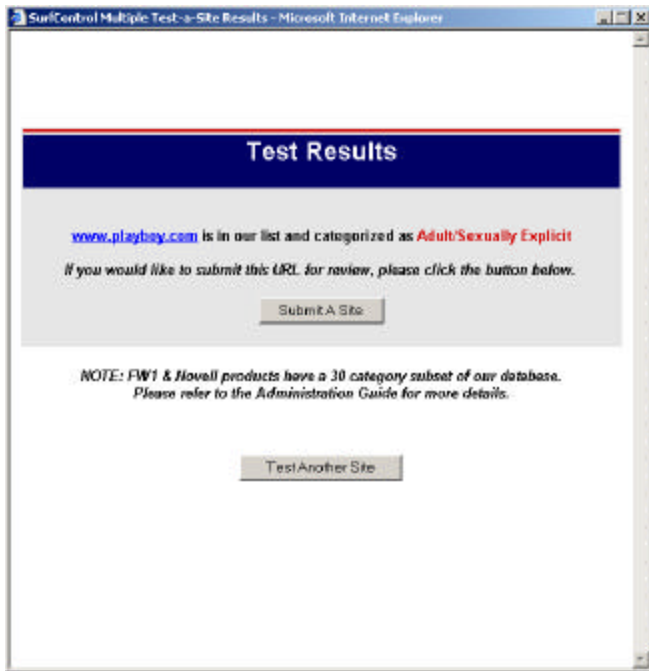 SurfControl Multiple Test-a-Site Results - Microsoft Internet Explorer
Test Results
www.playboy.com is in our list and categorized as Adult/Sexually Explicit
If you would like to submit this URL for review, please click the button below.
Submit A Site
NOTE: FW1 & Novell products have a 30 category subset of our database.
Please refer to the Administration Guide for more details.
Test Another Site